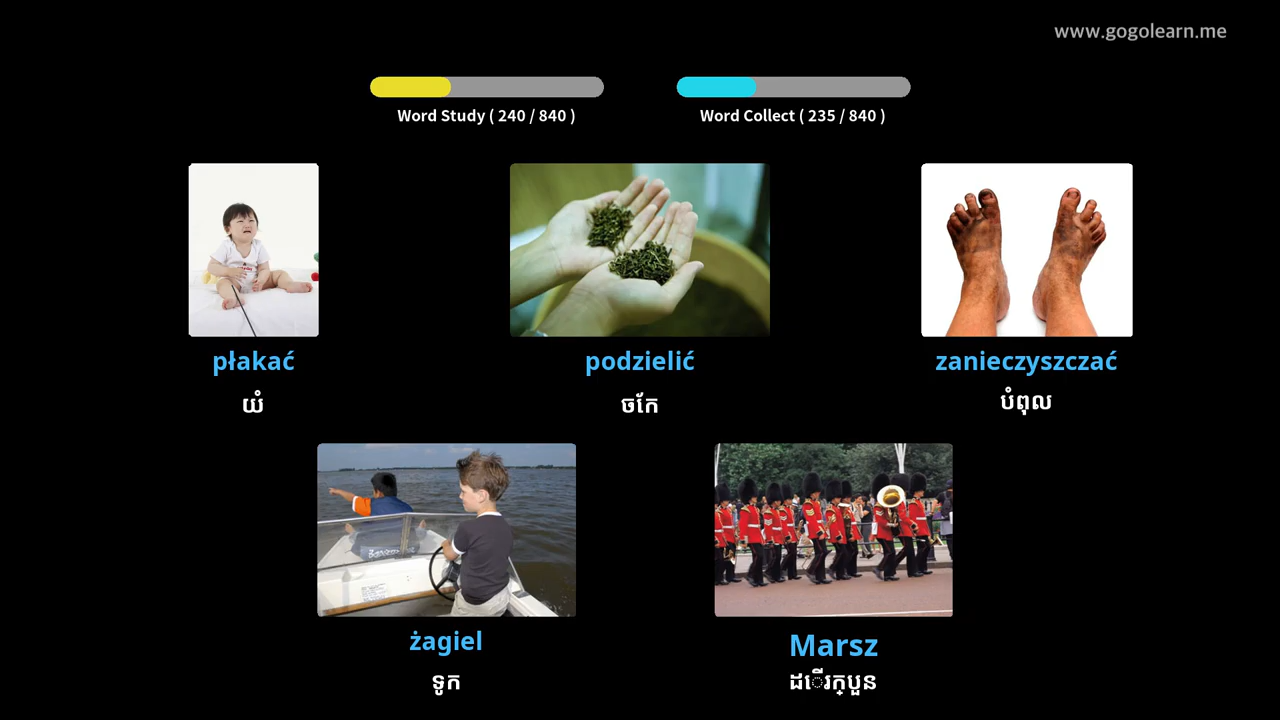 www.gogolearn.me
Word Study ( 240 / 840 )
Word Collect ( 235 / 840 )
płakać
podzielić
zanieczyszczać
យំ
ចកែ
បំពុល
żagiel
Marsz
ទូក
ដេីរក្បួន